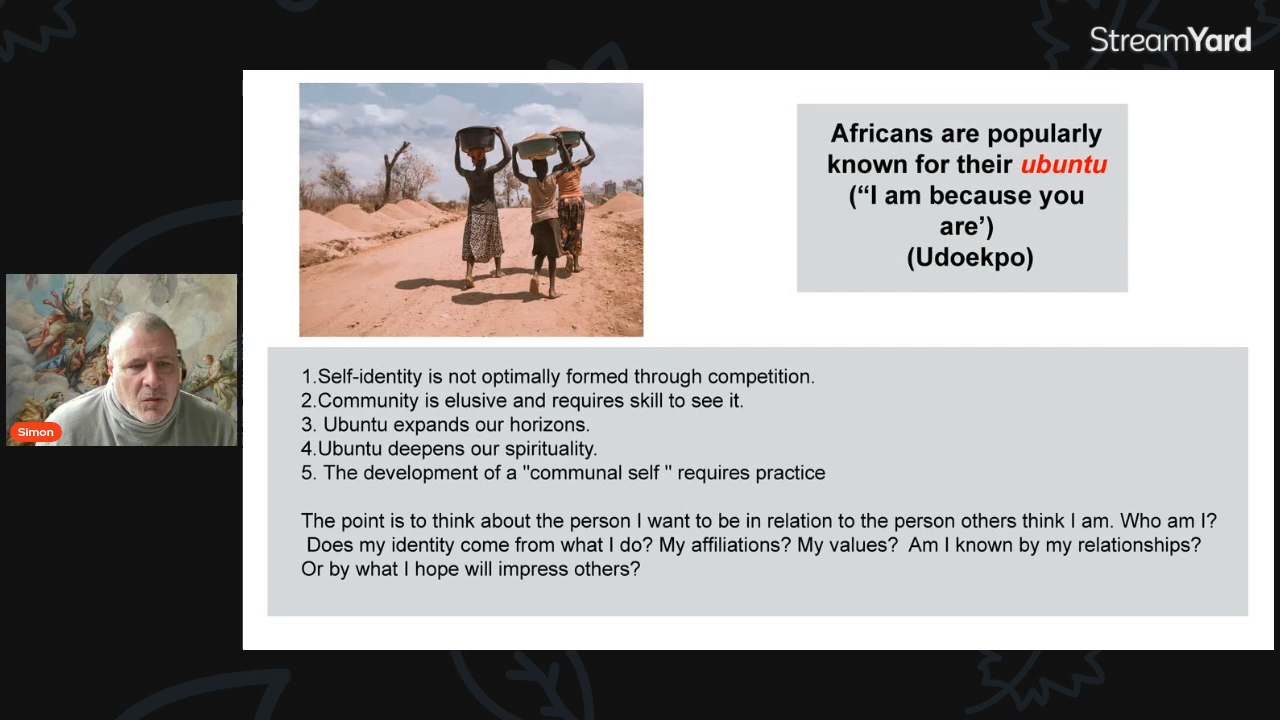 StreamYard
Africans are popularly
known for their ubuntu
(“I am because you
are’)
(Udoekpo)
Simon
1.Self-identity is not optimally formed through competition.
2.Community is elusive and requires skill to see it.
3. Ubuntu expands our horizons.
4.Ubuntu deepens our spirituality.
5. The development of a "communal self " requires practice
The point is to think about the person I want to be in relation to the person others think I am. Who am I?
Does my identity come from what I do? My affiliations? My values?  Am I known by my relationships?
Or by what I hope will impress others?